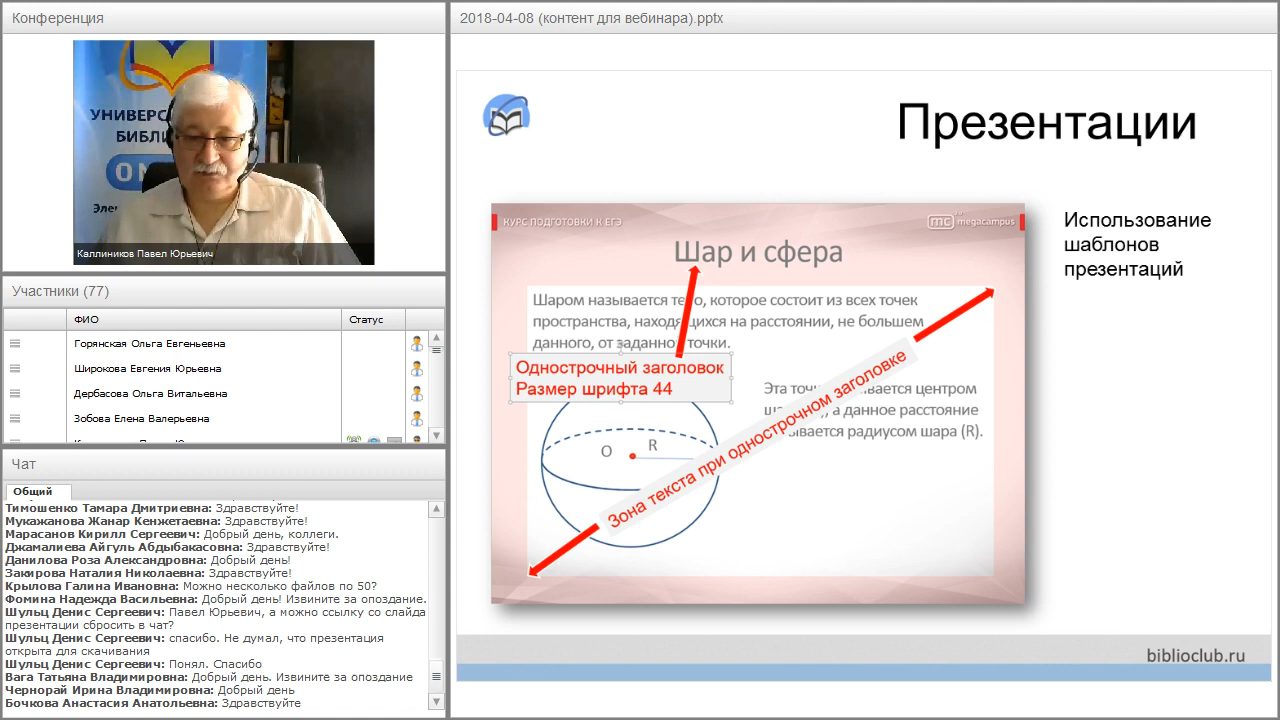 Конференция
УНИВЕРС
БИБЛИ
Каллиников Павел Юрьевич
Участники (77)
ФИО
Статус
Горянская Ольга Евгеньевна
Широкова Евгения Юрьевна
Дербасова Ольга Витальевна
Зобова Елена Валерьевна
Чат
Общий
Тимошенко Тамара Дмитриевна: Здравствуйте!
Мукажанова Жанар Кенжетаевна: Здравствуйте!
Марасанов Кирилл Сергеевич: Добрый день, коллеги.
Джамалиева Айгуль Абдыбакасовна: Здравствуйте!
Данилова Роза Александровна: Добрый день!
Закирова Наталия Николаевна: Здравствуйте!
Крылова Галина Ивановна: Можно несколько файлов по 50?
Фомина Надежда Васильевна: Добрый день! Извините за опоздание.
Шульц Денис Сергеевич: Павел Юрьевич, а можно ссылку со слайда
презентации сбросить в чат?
Шульц Денис Сергеевич: спасибо. Не думал, что презентация
открыта для скачивания
Шульц Денис Сергеевич: Понял. Спасибо
Вага Татьяна Владимировна: Добрый день. Извините за опоздание
Чернорай Ирина Владимировна: Добрый день
Бочкова Анастасия Анатольевна: Здравствуйте
2018-04-08 (контент для вебинара).pptx
Презентации
КУРС ПОДГОТОВКИ К ЕГЭ
mc megacampus
Шар и сфера
Шаром называется тело, которое состоит из всех точек
пространства, находящихся на расстоянии, не большем
данного, от заданной точки.
Однострочный заголовок
Размер шрифта 44
Эта центром
а данное расстояние
радиусом шара (R).
O
R
Зона текста при однострочном заголовке
Использование
шаблонов
презентаций
biblioclub.ru